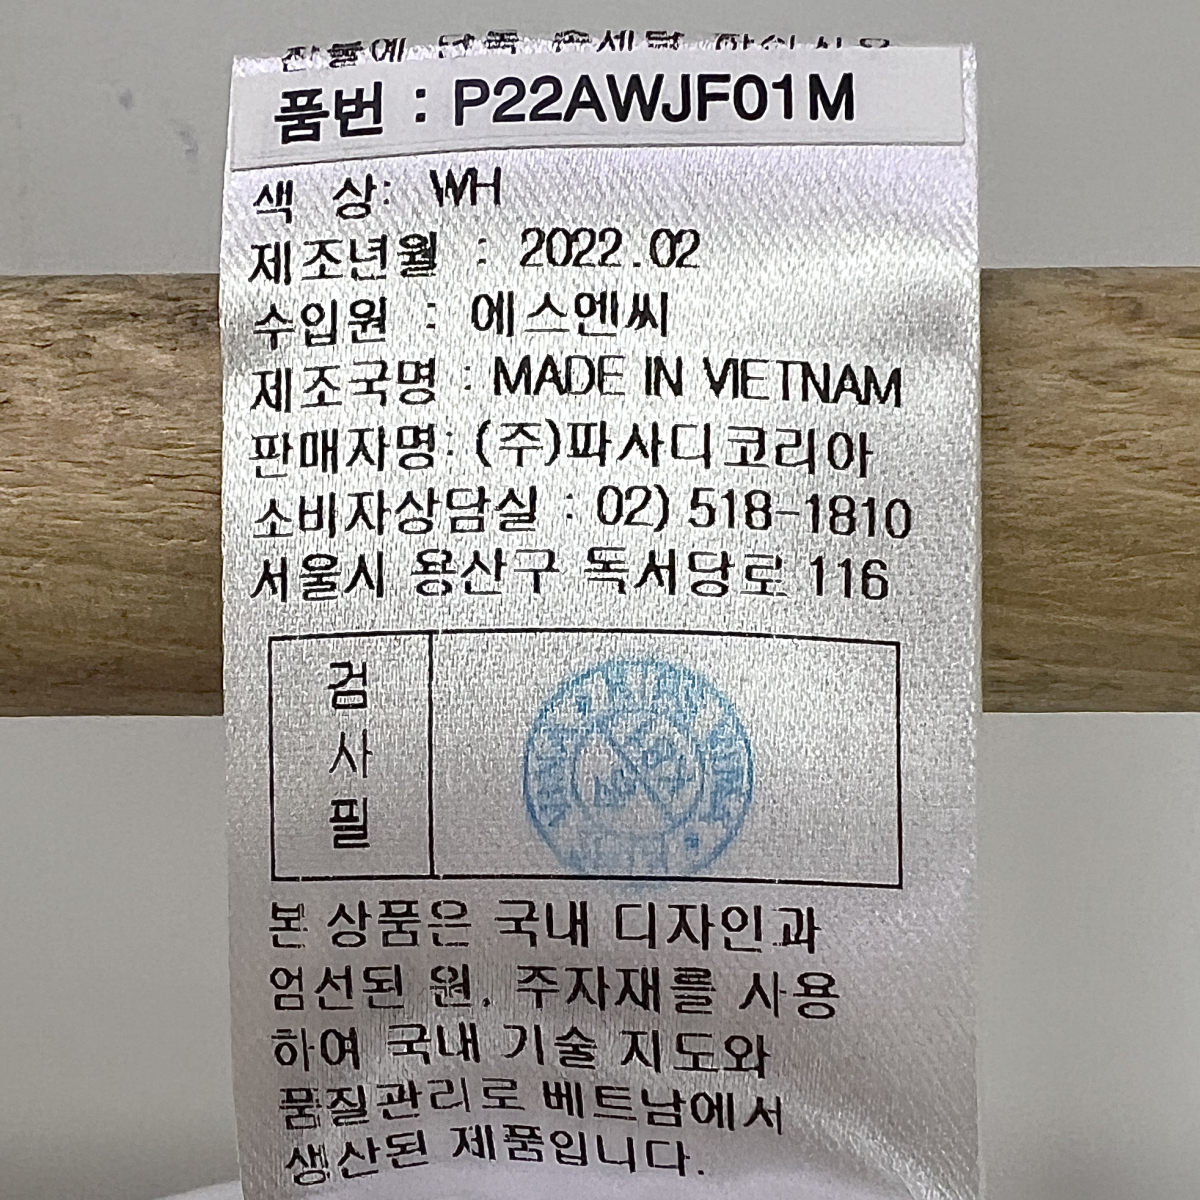 품번 : P22AWJF01M
색 상: WH
제조년월 : 2022.02
수입원 : 에스엔씨
제조국명 : MADE IN VIETNAM
판매자명: (주)파사디코리아
소비자상담실 : 02) 518-1810
서울시 용산구 독서당로 116
검
사
필
본 상품은 국내 디자인과
엄선된 원, 주자재를 사용
하여 국내 기술 지도와
품질관리로 베트남에서
생산된 제품입니다.